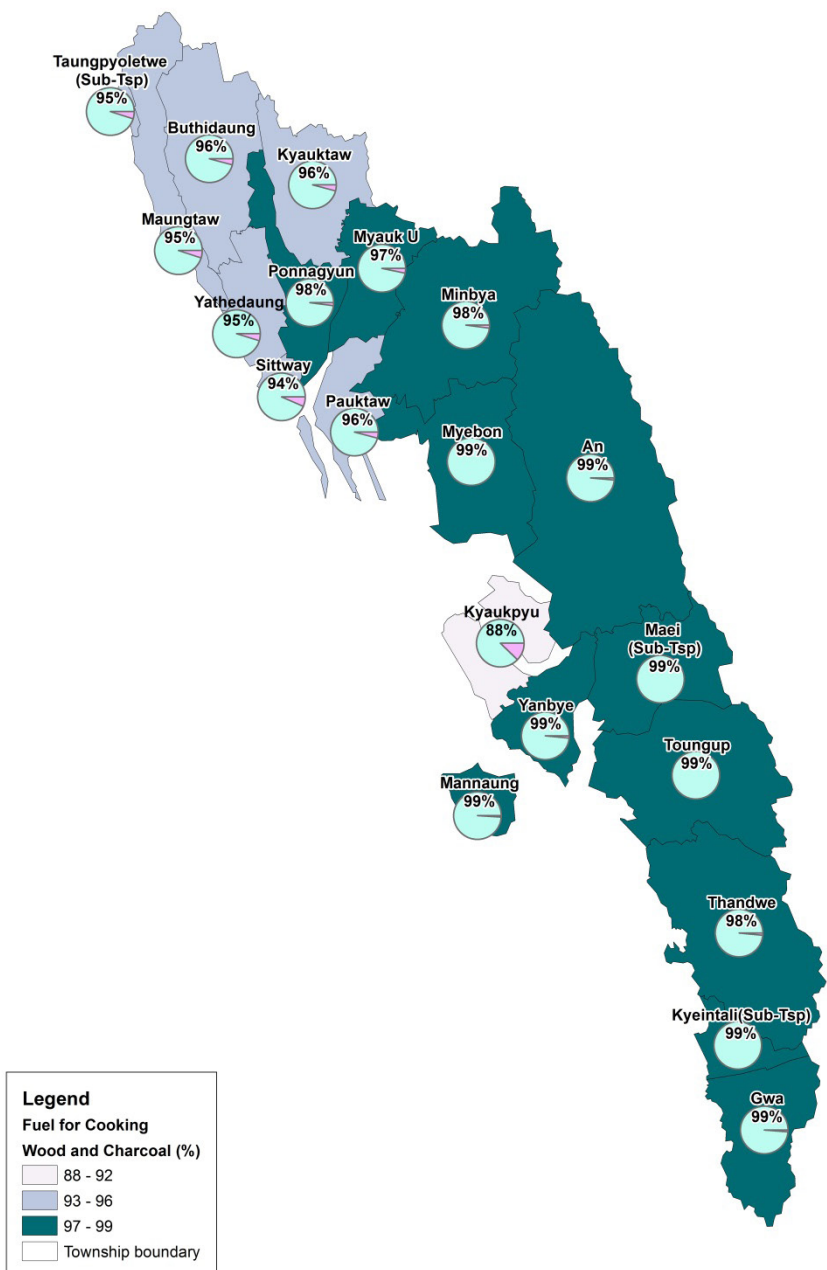 Taungpyoletwe
(Sub-Tsp)
95%
Buthidaung
96%
Kyauktaw
96%
Maungtaw
95%
Myauk U
97%
Ponnagyun
98%
Yathedaung
95%
Minbya
98%
Sittway
94%
Pauktaw
96%
Myebon
99%
An
99%
Kyaukpyu
88%
Maei
(Sub-Tsp)
99%
Yanbye
99%
Toungup
99%
Mannaung
99%
Thandwe
98%
Kyeintali(Sub-Tsp)
99%
Gwa
99%
Legend
Fuel for Cooking
Wood and Charcoal (%)
88 - 92
93 - 96
97 - 99
Township boundary